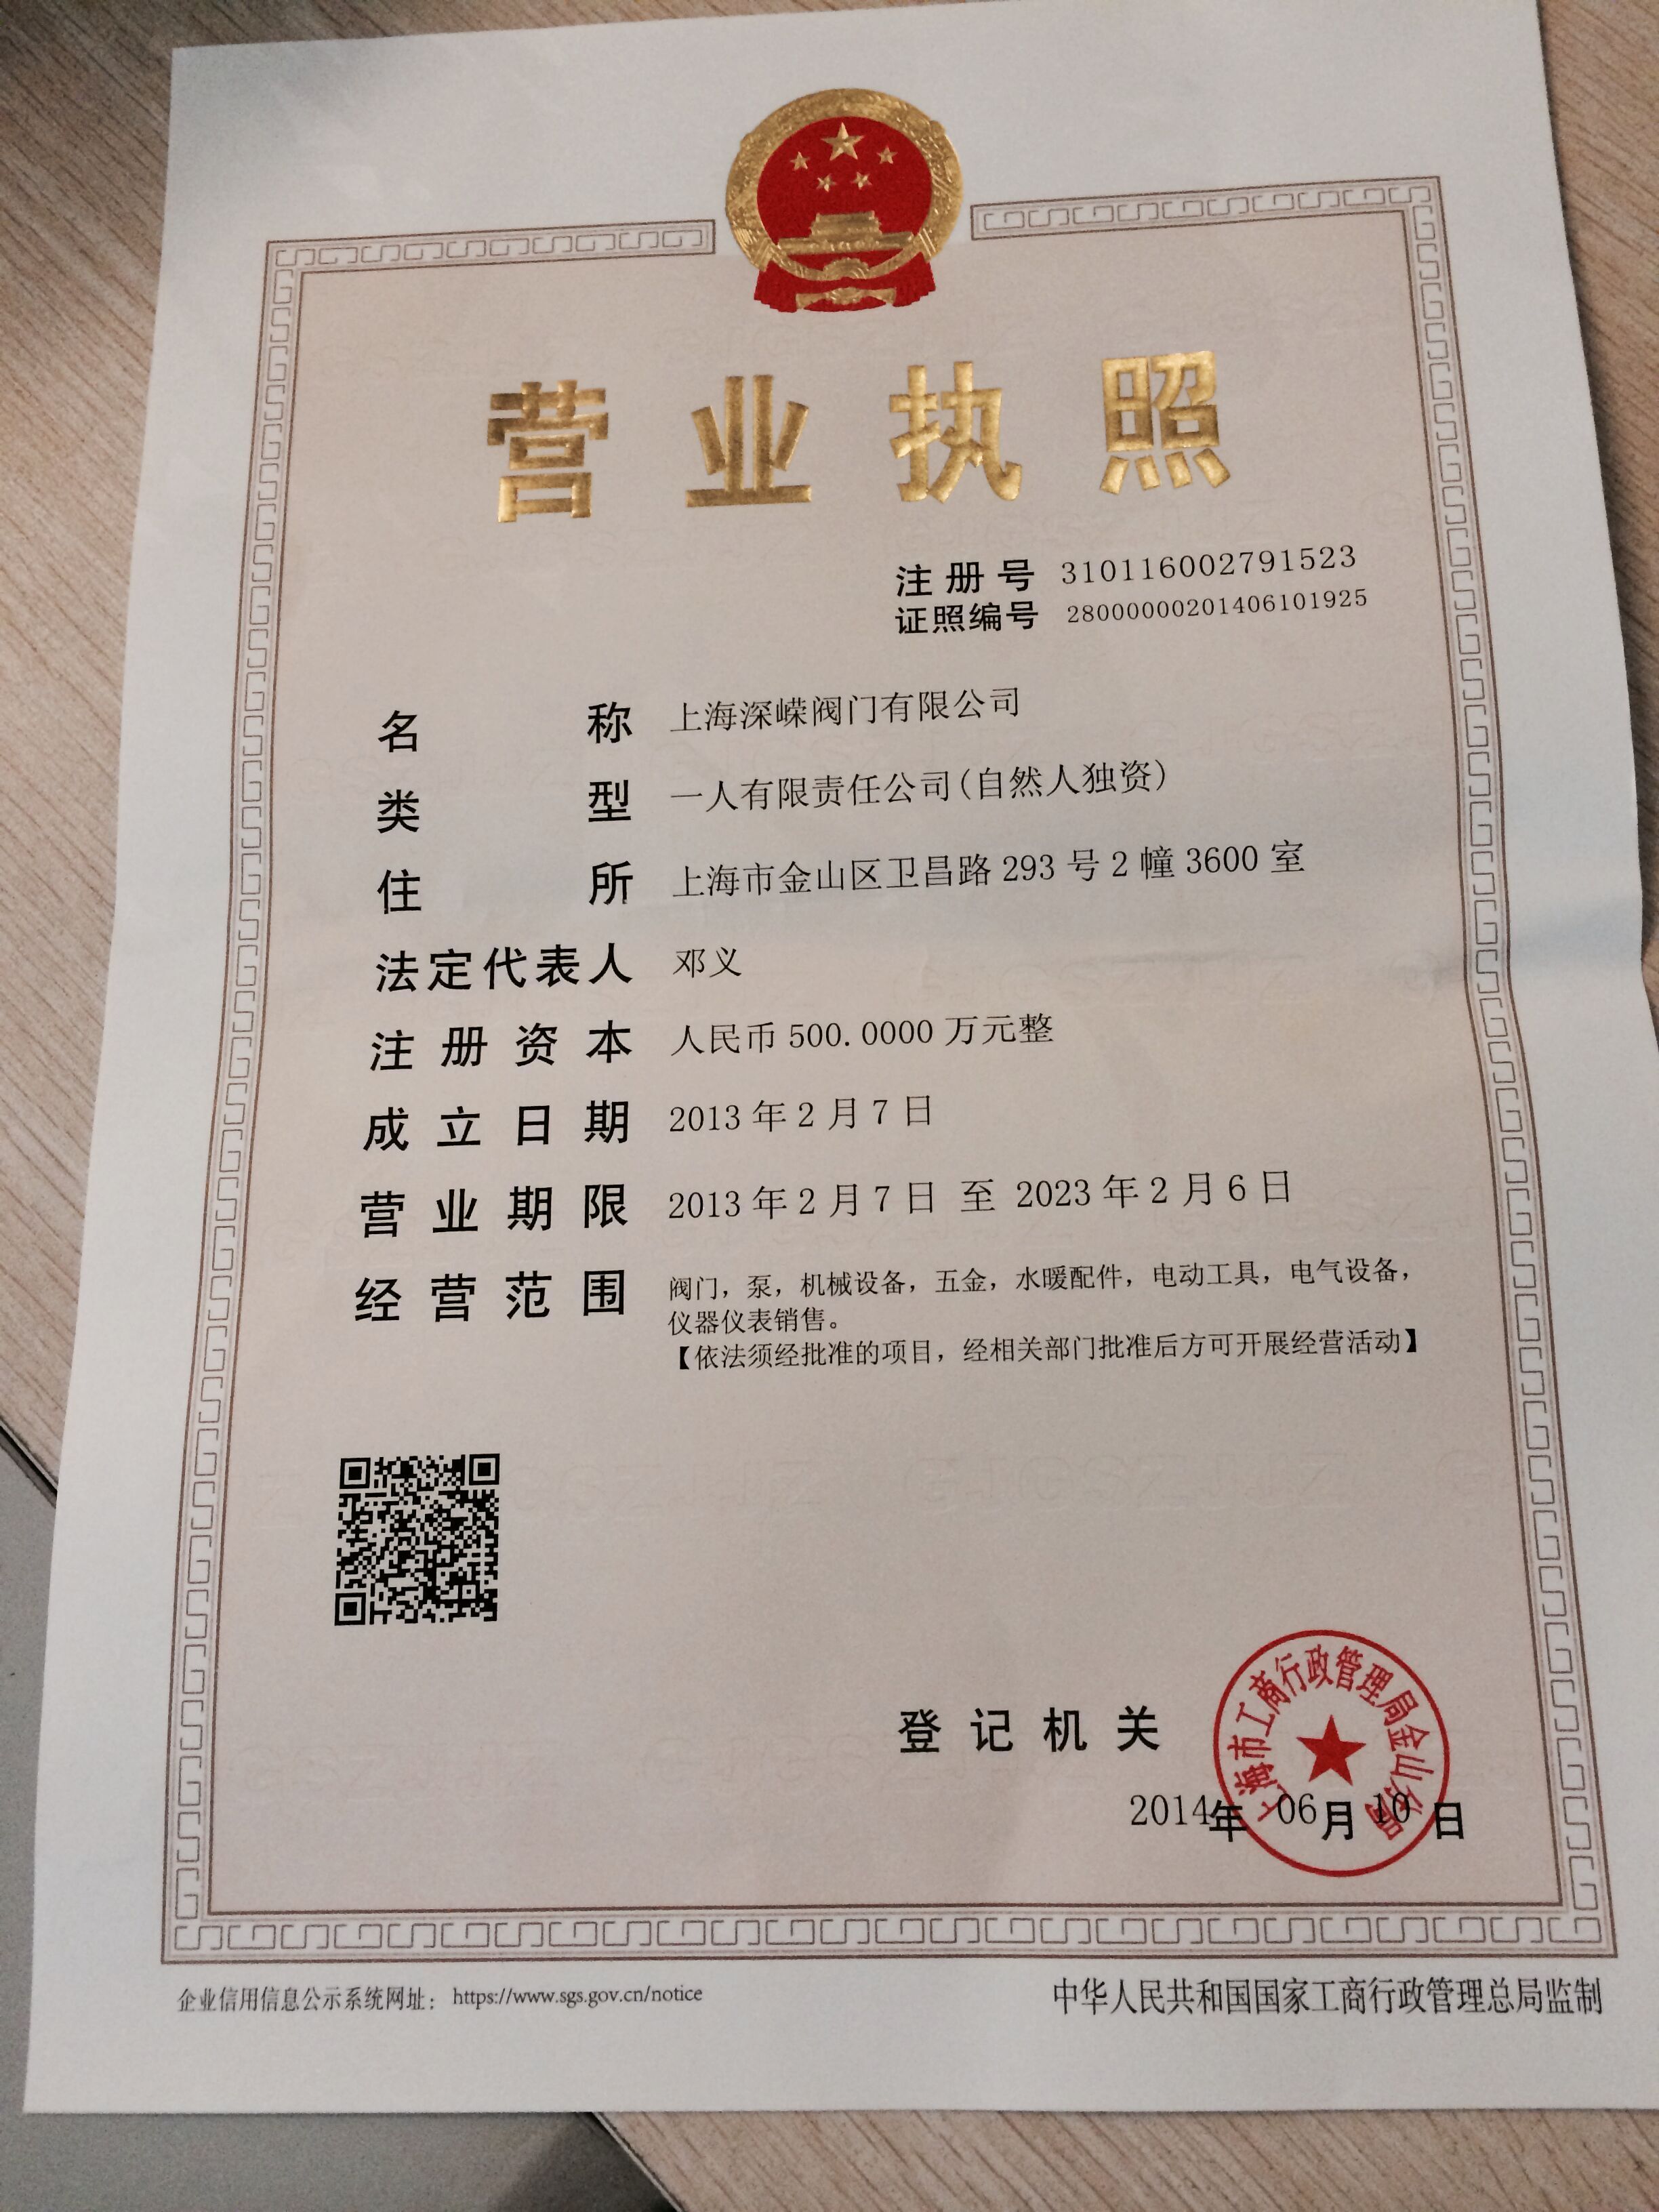 营业执照
注册号 310116002791523
证照编号 28000000201406101925
名称 上海深嵘阀门有限公司
类型 一人有限责任公司(自然人独资)
住所 上海市金山区卫昌路293号2幢3600室
法定代表人 邓义
注册资本 人民币500.0000万元整
成立日期 2013年2月7日
营业期限 2013年2月7日 至 2023年2月6日
经营范围 阀门，泵，机械设备，五金，水暖配件，电动工具，电气设备，
仪器仪表销售。
【依法须经批准的项目，经相关部门批准后方可开展经营活动】
登记机关
上海市工商行政管理局金山分局
2014年06月10日
企业信用信息公示系统网址： https://www.sgs.gov.cn/notice
中华人民共和国国家工商行政管理总局监制